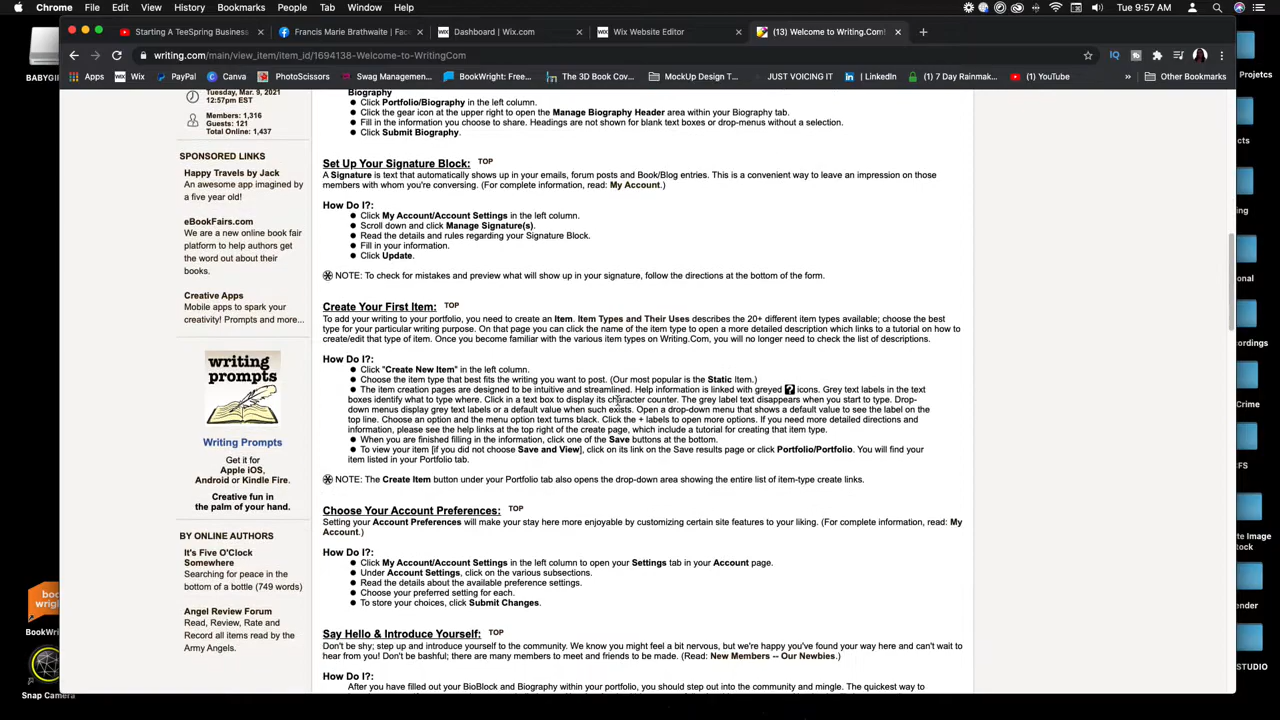 Chrome File Edit View History Bookmarks People Tab Window Help Tue 9:57 AM
Starting A TeeSpring Business Francis Marie Brathwaite | Face Dashboard | Wix.com Wix Website Editor (13) Welcome to Writing.Com!
writing.com/main/view_item/item_id/1694138-Welcome-to-WritingCom
Apps Wix PayPal Canva PhotoScissors Swag Managemen... BookWright: Free... The 3D Book Cov... MockUp Design T... JUST VOICING IT LinkedIn (1) 7 Day Rainmak... (1) YouTube » Other Bookmarks
BABYGI
Tuesday, Mar. 9, 2021
12:57pm EST
Members: 1,316
Guests: 121
Total Online: 1,437
SPONSORED LINKS
Happy Travels by Jack
An awesome app imagined by
a five year old!
eBookFairs.com
We are a new online book fair
platform to help authors get
the word out about their
books.
Creative Apps
Mobile apps to spark your
creativity! Prompts and more...
writing
prompts
Writing Prompts
Get it for
Apple iOS,
Android or Kindle Fire.
Creative fun in
the palm of your hand.
BY ONLINE AUTHORS
It's Five O'Clock
Somewhere
Searching for peace in the
bottom of a bottle (749 words)
Angel Review Forum
Read, Review, Rate and
Record all items read by the
Army Angels.
Biography
● Click Portfolio/Biography in the left column.
● Click the gear icon at the upper right to open the Manage Biography Header area within your Biography tab.
● Fill in the information you choose to share. Headings are not shown for blank text boxes or drop-menus without a selection.
● Click Submit Biography.
Set Up Your Signature Block: TOP
A Signature is text that automatically shows up in your emails, forum posts and Book/Blog entries. This is a convenient way to leave an impression on those
members with whom you're conversing. (For complete information, read: My Account.)
How Do I?:
● Click My Account/Account Settings in the left column.
● Scroll down and click Manage Signature(s).
● Read the details and rules regarding your Signature Block.
● Fill in your information.
● Click Update.
NOTE: To check for mistakes and preview what will show up in your signature, follow the directions at the bottom of the form.
Create Your First Item: TOP
To add your writing to your portfolio, you need to create an Item. Item Types and Their Uses describes the 20+ different item types available; choose the best
type for your particular writing purpose. On that page you can click the name of the item type to open a more detailed description which links to a tutorial on how to
create/edit that type of item. Once you become familiar with the various item types on Writing.Com, you will no longer need to check the list of descriptions.
How Do I?:
● Click "Create New Item" in the left column.
● Choose the item type that best fits the writing you want to post. (Our most popular is the Static Item.)
● The item creation pages are designed to be intuitive and streamlined. Help information is linked with greyed ? icons. Grey text labels in the text
boxes identify what to type where. Click in a text box to display its character counter. The grey label text disappears when you start to type. Drop-
down menus display grey text labels or a default value when such exists. Open a drop-down menu that shows a default value to see the label on the
top line. Choose an option and the menu option text turns black. Click the + labels to open more options. If you need more detailed directions and
information, please see the help links at the top right of the create page, which include a tutorial for creating that item type.
● When you are finished filling in the information, click one of the Save buttons at the bottom.
● To view your item [if you did not choose Save and View], click on its link on the Save results page or click Portfolio/Portfolio. You will find your
item listed in your Portfolio tab.
NOTE: The Create Item button under your Portfolio tab also opens the drop-down area showing the entire list of item-type create links.
Choose Your Account Preferences: TOP
Setting your Account Preferences will make your stay here more enjoyable by customizing certain site features to your liking. (For complete information, read: My
Account.)
How Do I?:
● Click My Account/Account Settings in the left column to open your Settings tab in your Account page.
● Under Account Settings, click on the various subsections.
● Read the details about the available preference settings.
● Choose your preferred setting for each.
● To store your choices, click Submit Changes.
Say Hello & Introduce Yourself: TOP
Don't be shy; step up and introduce yourself to the community. We know you might feel a bit nervous, but we're happy you've found your way here and can't wait to
hear from you! Don't be bashful; there are many members to meet and friends to be made. (Read: New Members -- Our Newbies.)
How Do I?:
After you have filled out your BioBlock and Biography within your portfolio, you should step out into the community and mingle. The quickest way to
BookWr
Snap Camera